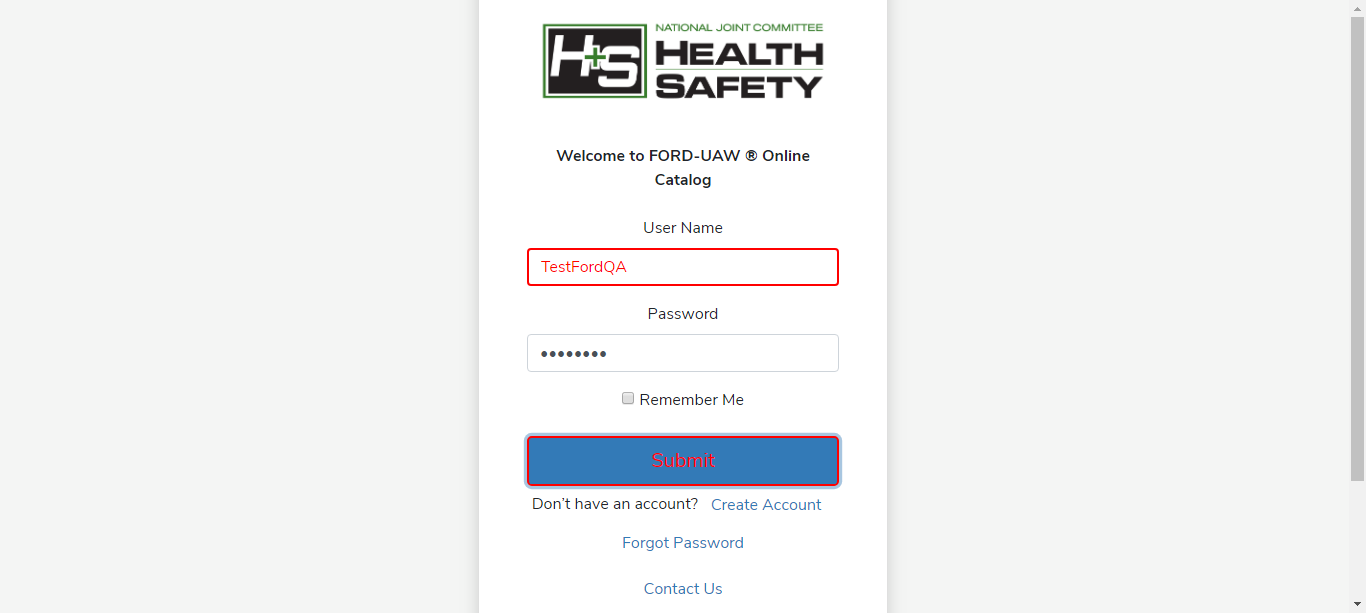 H+S
NATIONAL JOINT COMMITTEE
HEALTH
SAFETY
Welcome to FORD-UAW ® Online
Catalog
User Name
TestFordQA
Password
••••••••
Remember Me
Submit
Don't have an account? Create Account
Forgot Password
Contact Us